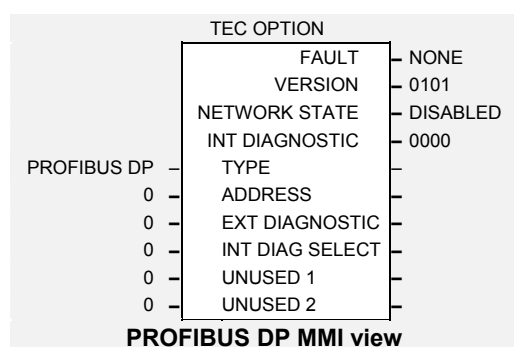 TEC OPTION
FAULT – NONE
VERSION – 0101
NETWORK STATE – DISABLED
INT DIAGNOSTIC – 0000
PROFIBUS DP – TYPE –
0 – ADDRESS –
0 – EXT DIAGNOSTIC –
0 – INT DIAG SELECT –
0 – UNUSED 1 –
0 – UNUSED 2 –
PROFIBUS DP MMI view